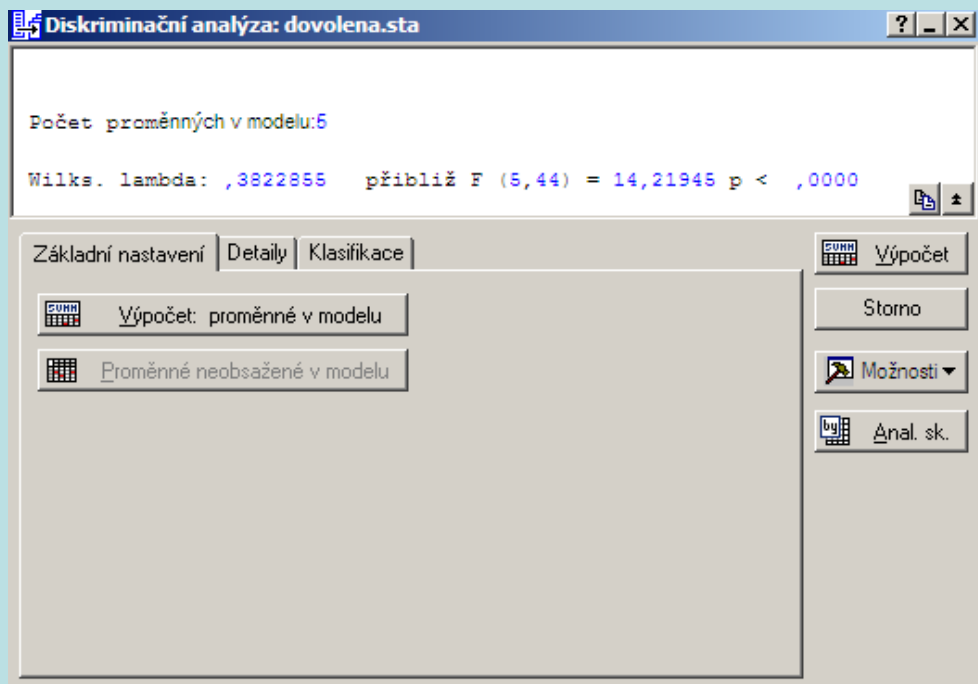 Diskriminační analýza: dovolena.sta
Počet proměnných v modelu:5
Wilks. lambda: ,3822855 přibliž F (5,44) = 14,21945 p < ,0000
Základní nastavení Detaily Klasifikace
Výpočet: proměnné v modelu
Proměnné neobsažené v modelu
Výpočet
Storno
Možnosti
Anal. sk.